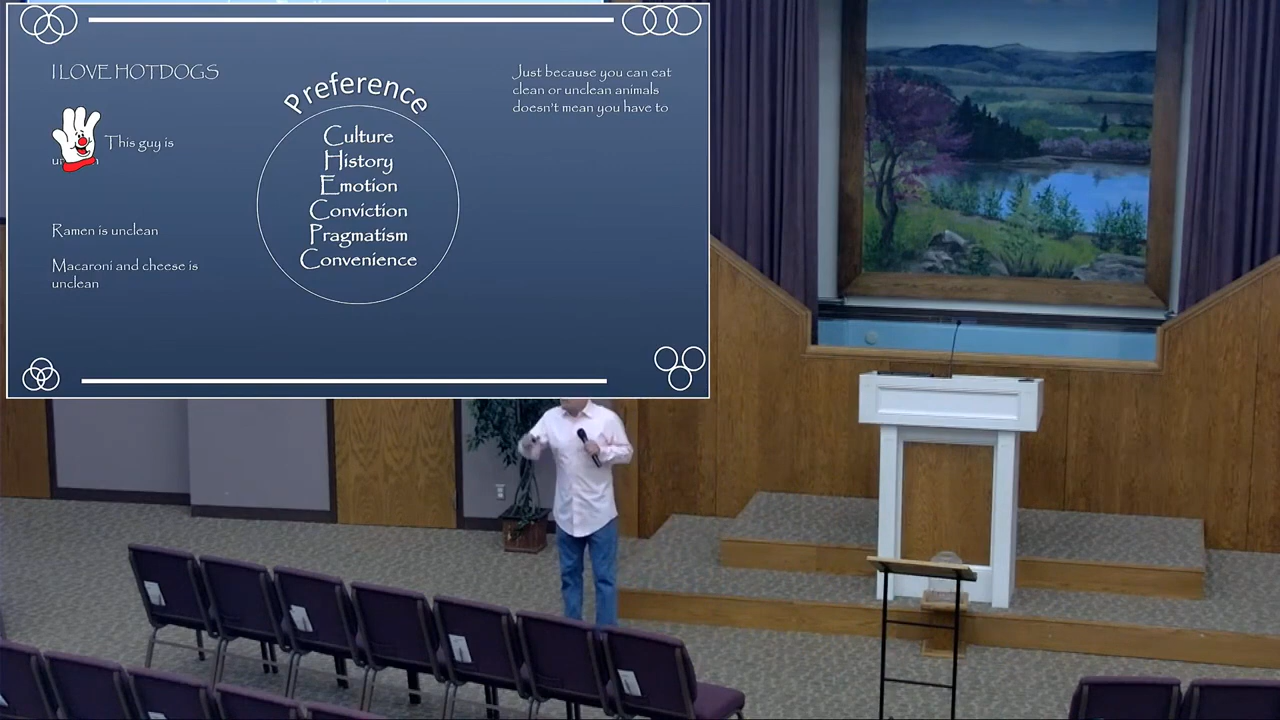 I LOVE HOTDOGS
This guy is
Ramen is unclean
Macaroni and cheese is
unclean
Preference
Culture
History
Emotion
Conviction
Pragmatism
Convenience
Just because you can eat
clean or unclean animals
doesn't mean you have to